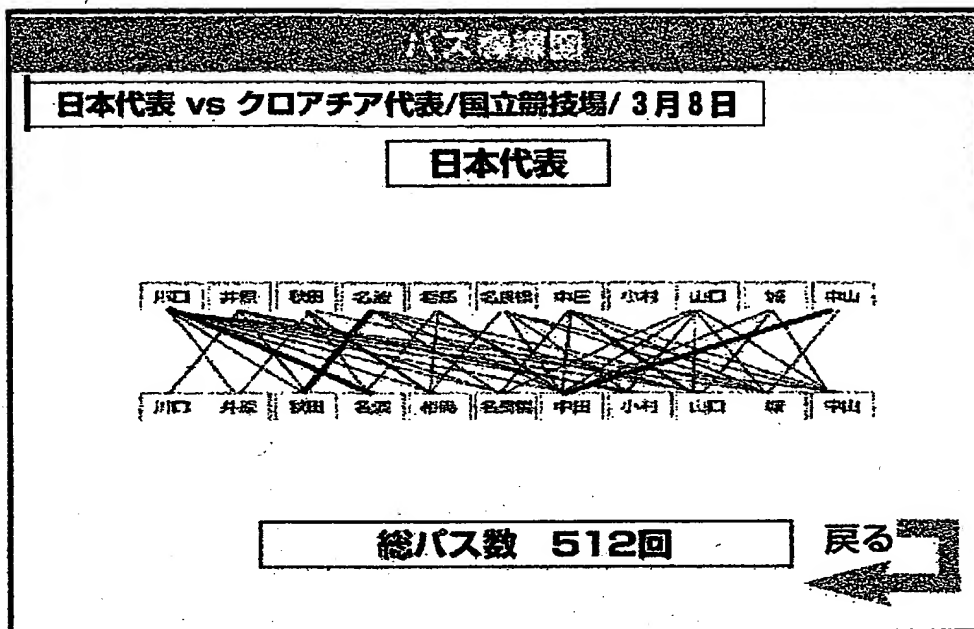 パス導線図
日本代表 vs クロアチア代表/国立競技場/ 3月8日
日本代表
川口 井原 秋田 名波 相馬 名良橋 中田 小村 山口 城 中山
川口 井原 秋田 名波 相馬 名良橋 中田 小村 山口 城 中山
総パス数 512回
戻る